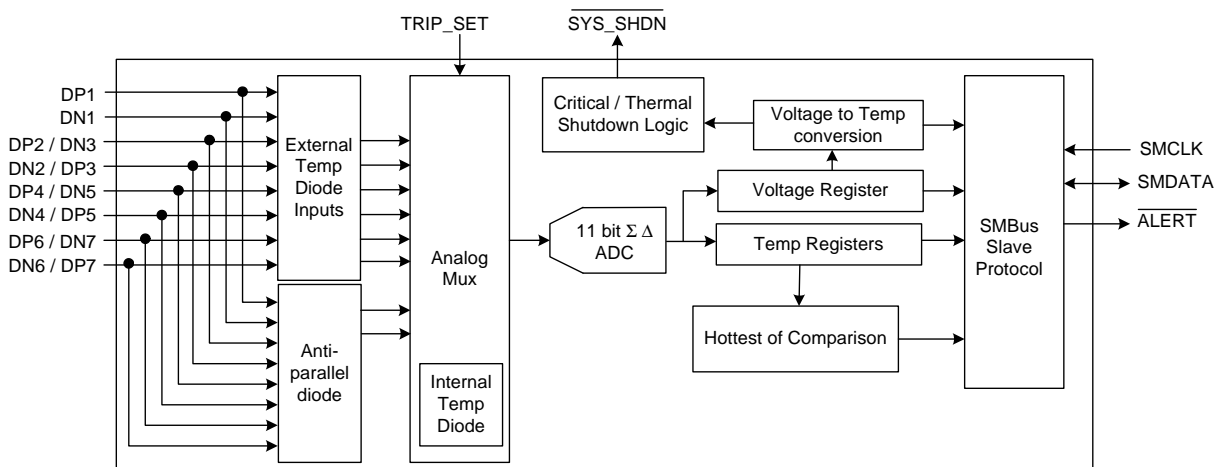 TRIP_SET
SYS_SHDN
DP1
DN1
DP2 / DN3
DN2 / DP3
DP4 / DN5
DN4 / DP5
DP6 / DN7
DN6 / DP7
External
Temp
Diode
Inputs
Anti-
parallel
diode
Analog
Mux
Internal
Temp
Diode
11 bit Σ Δ
ADC
Critical / Thermal
Shutdown Logic
Voltage to Temp
conversion
Voltage Register
Temp Registers
Hottest of Comparison
SMBus
Slave
Protocol
SMCLK
SMDATA
ALERT